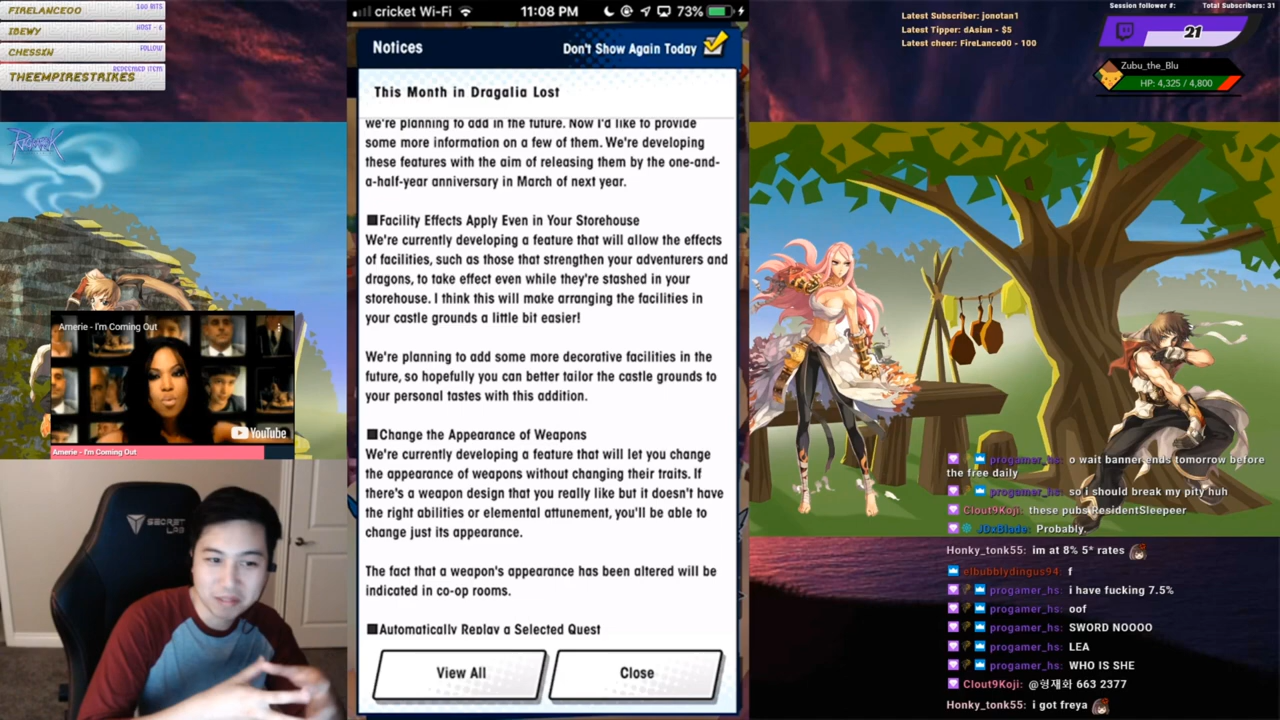 FIRELANCE00
100 BITS
IBEWY
HOST - 6
CHESSIN
FOLLOW
REDEEMED ITEM
THEEMPIRESTRIKES
cricket Wi-Fi
11:08 PM
73%
Notices
Don't Show Again Today
This Month in Dragalia Lost
we're planning to add in the future. Now I'd like to provide
some more information on a few of them. We're developing
these features with the aim of releasing them by the one-and-
a-half-year anniversary in March of next year.
■Facility Effects Apply Even in Your Storehouse
We're currently developing a feature that will allow the effects
of facilities, such as those that strengthen your adventurers and
dragons, to take effect even while they're stashed in your
storehouse. I think this will make arranging the facilities in
your castle grounds a little bit easier!
We're planning to add some more decorative facilities in the
future, so hopefully you can better tailor the castle grounds to
your personal tastes with this addition.
■Change the Appearance of Weapons
We're currently developing a feature that will let you change
the appearance of weapons without changing their traits. If
there's a weapon design that you really like but it doesn't have
the right abilities or elemental attunement, you'll be able to
change just its appearance.
The fact that a weapon's appearance has been altered will be
indicated in co-op rooms.
■Automatically Replay a Selected Quest
View All
Close
Latest Subscriber: jonotan1
Latest Tipper: dAsian - $5
Latest cheer: FireLance00 - 100
Session follower #:
Total Subscribers: 31
21
Zubu_the_Blu
HP: 4,325 / 4,800
Amerie - I'm Coming Out
YouTube
Amerie - I'm Coming Out
SECRET
LAB
progamer_hs: o wait banner ends tomorrow before
the free daily
progamer_hs: so i should break my pity huh
Clout9Koji: these pubs ResidentSleepeer
JDxBlade: Probably.
Honky_tonk55: im at 8% 5* rates
elbubblydingus94: f
progamer_hs: i have fucking 7.5%
progamer_hs: oof
progamer_hs: SWORD NOOOO
progamer_hs: LEA
progamer_hs: WHO IS SHE
Clout9Koji: @영재화 663 2377
Honky_tonk55: i got freya